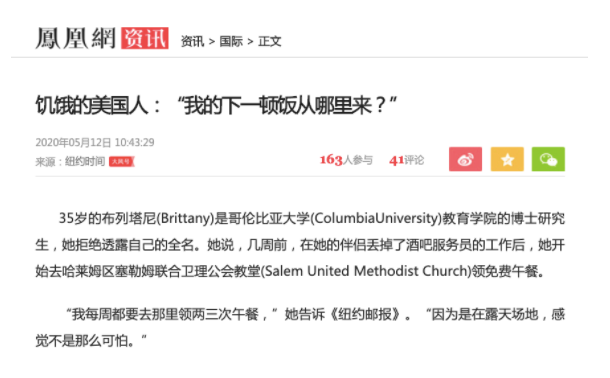 鳳凰網 资讯 资讯 > 国际 > 正文
饥饿的美国人：“我的下一顿饭从哪里来？”
2020年05月12日 10:43:29
来源：纽约时间 大风号 163人参与 41评论
35岁的布列塔尼(Brittany)是哥伦比亚大学(ColumbiaUniversity)教育学院的博士研究
生，她拒绝透露自己的全名。她说，几周前，在她的伴侣丢掉了酒吧服务员的工作后，她开
始去哈莱姆区塞勒姆联合卫理公会教堂(Salem United Methodist Church)领免费午餐。
“我每周都要去那里领两三次午餐，”她告诉《纽约邮报》。“因为是在露天场地，感
觉不是那么可怕。”